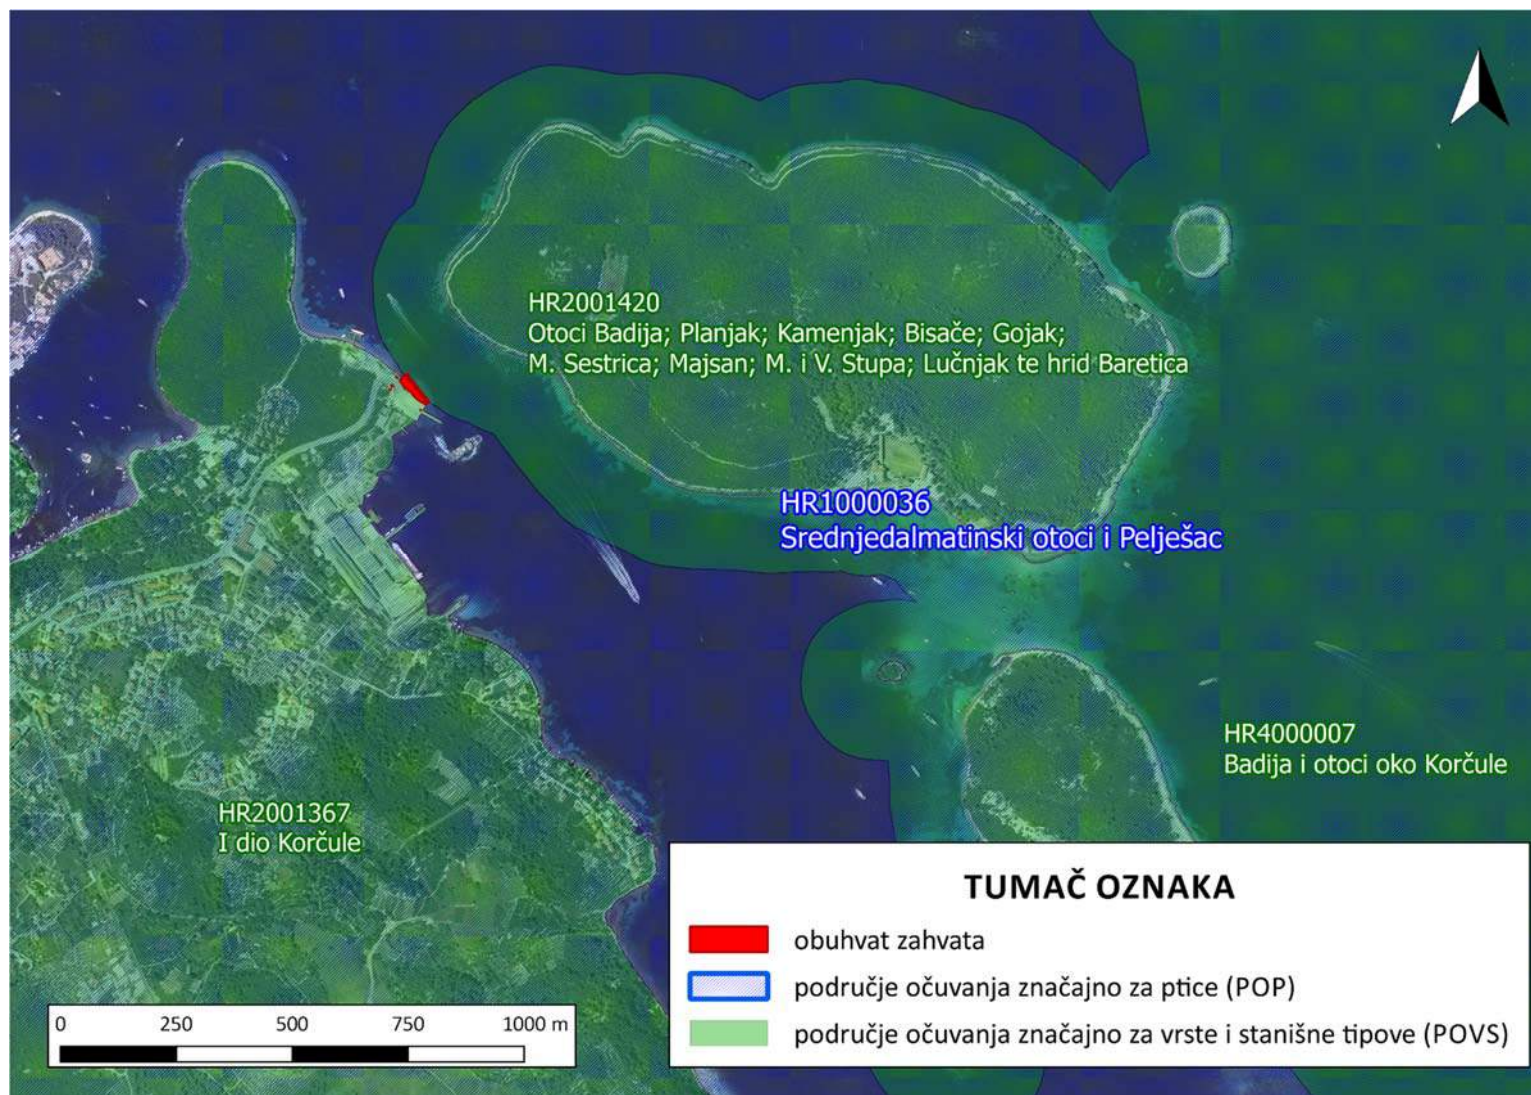 HR2001420
Otoci Badija; Planjak; Kamenjak; Bisače; Gojak;
M. Sestrica; Majsan; M. i V. Stupa; Lučnjak te hrid Baretica
HR1000036
Srednjedalmatinski otoci i Pelješac
HR4000007
Badija i otoci oko Korčule
HR2001367
I dio Korčule
TUMAČ OZNAKA
obuhvat zahvata
područje očuvanja značajno za ptice (POP)
područje očuvanja značajno za vrste i stanišne tipove (POVS)
0 250 500 750 1000 m